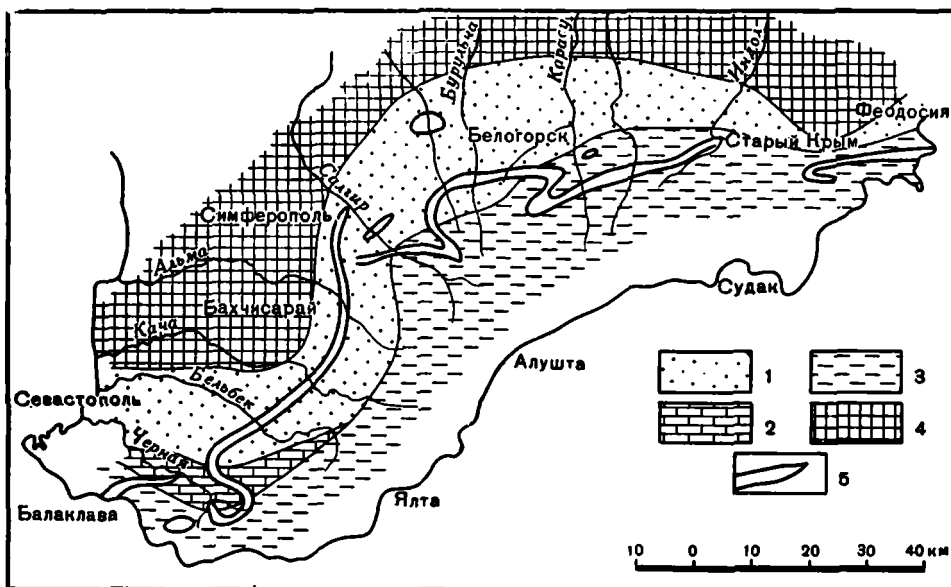 Бурульча
Карасу
Индол
Феодосия
Белогорск
Старый Крым
а
Салгир
Симферополь
Альма
Судак
Бахчисарай
Кача
Алушта
Бельбек
Севастополь
Черная
Балаклава
Ялта
1
3
2
4
5
10 0 10 20 30 40 км